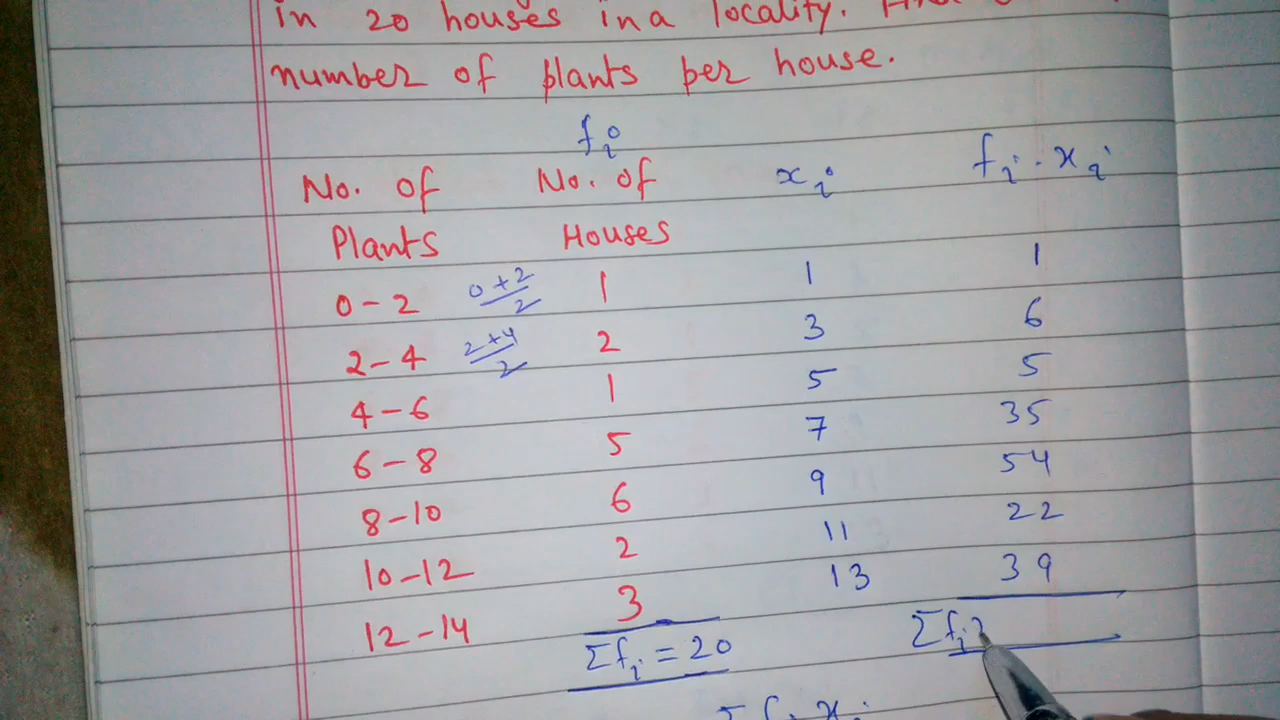 in 20 houses in a locality.
number of plants per house.
fi
No. of No. of xi fi . xi
Plants Houses
0 - 2 0+2/2 1 1 1
2 - 4 2+4/2 2 3 6
4 - 6 1 5 5
6 - 8 5 7 35
8 - 10 6 9 54
10 - 12 2 11 22
12 - 14 3 13 39
Σfi = 20 Σfi